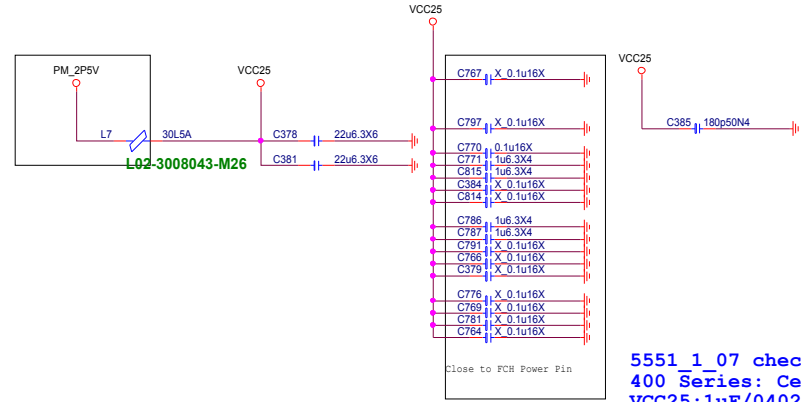 VCC25
PM_2P5V
VCC25
VCC25
L7 30L5A
L02-3008043-M26
C378 22u6.3X6
C381 22u6.3X6
C767 X_0.1u16X
C797 X_0.1u16X
C770 0.1u16X
C771 1u6.3X4
C815 1u6.3X4
C384 X_0.1u16X
C814 X_0.1u16X
C786 1u6.3X4
C787 1u6.3X4
C791 X_0.1u16X
C766 X_0.1u16X
C379 X_0.1u16X
C776 X_0.1u16X
C769 X_0.1u16X
C781 X_0.1u16X
C764 X_0.1u16X
Close to FCH Power Pin
C385 180p50N4
5551_1_07 chec
400 Series: Ce
VCC25:1uF/0402